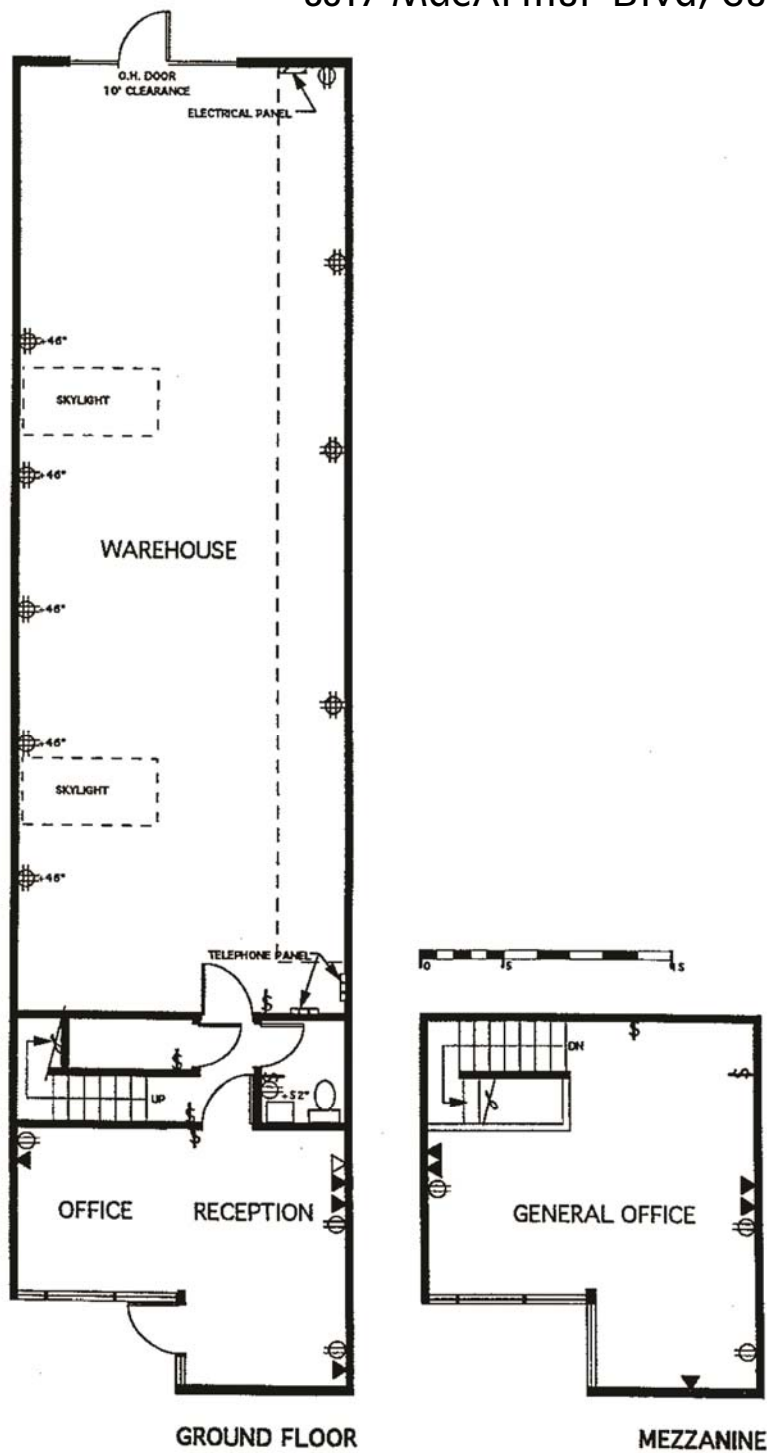 Blvd,
O.H. DOOR
10' CLEARANCE
ELECTRICAL PANEL
+46"
SKYLIGHT
+46"
WAREHOUSE
+46"
+46"
SKYLIGHT
+46"
TELEPHONE PANEL
0 5 15
UP
+52"
DN
OFFICE
RECEPTION
GENERAL OFFICE
GROUND FLOOR
MEZZANINE